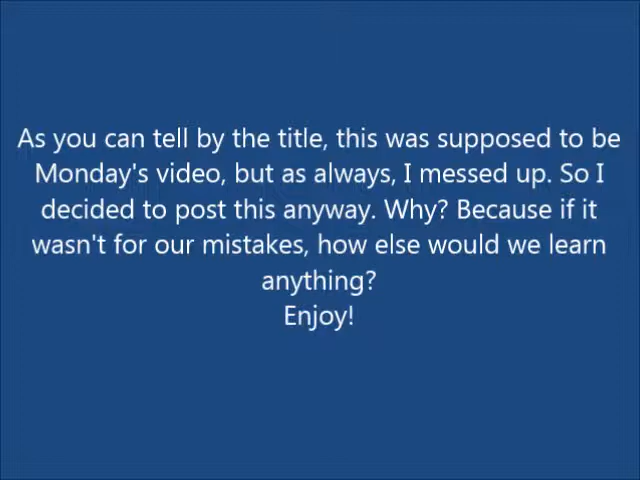 As you can tell by the title, this was supposed to be
Monday's video, but as always, I messed up. So I
decided to post this anyway. Why? Because if it
wasn't for our mistakes, how else would we learn
anything?
Enjoy!